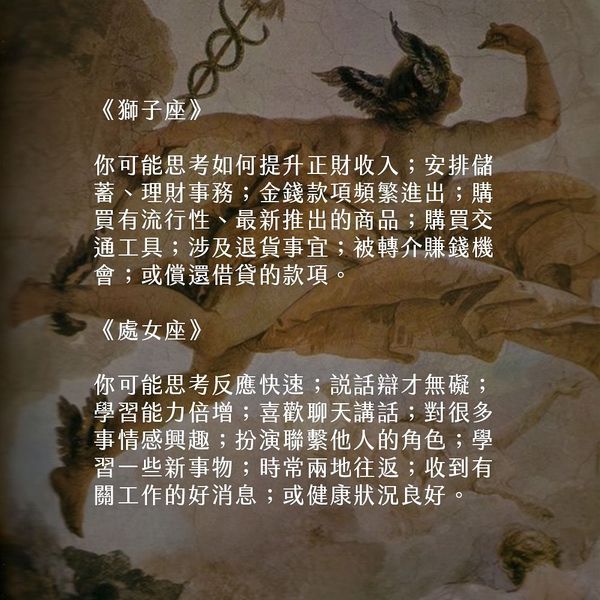 《獅子座》
你可能思考如何提升正財收入；安排儲
蓄、理財事務；金錢款項頻繁進出；購
買有流行性、最新推出的商品；購買交
通工具；涉及退貨事宜；被轉介賺錢機
會；或償還借貸的款項。
《處女座》
你可能思考反應快速；說話辯才無礙；
學習能力倍增；喜歡聊天講話；對很多
事情感興趣；扮演聯繫他人的角色；學
習一些新事物；時常兩地往返；收到有
關工作的好消息；或健康狀況良好。